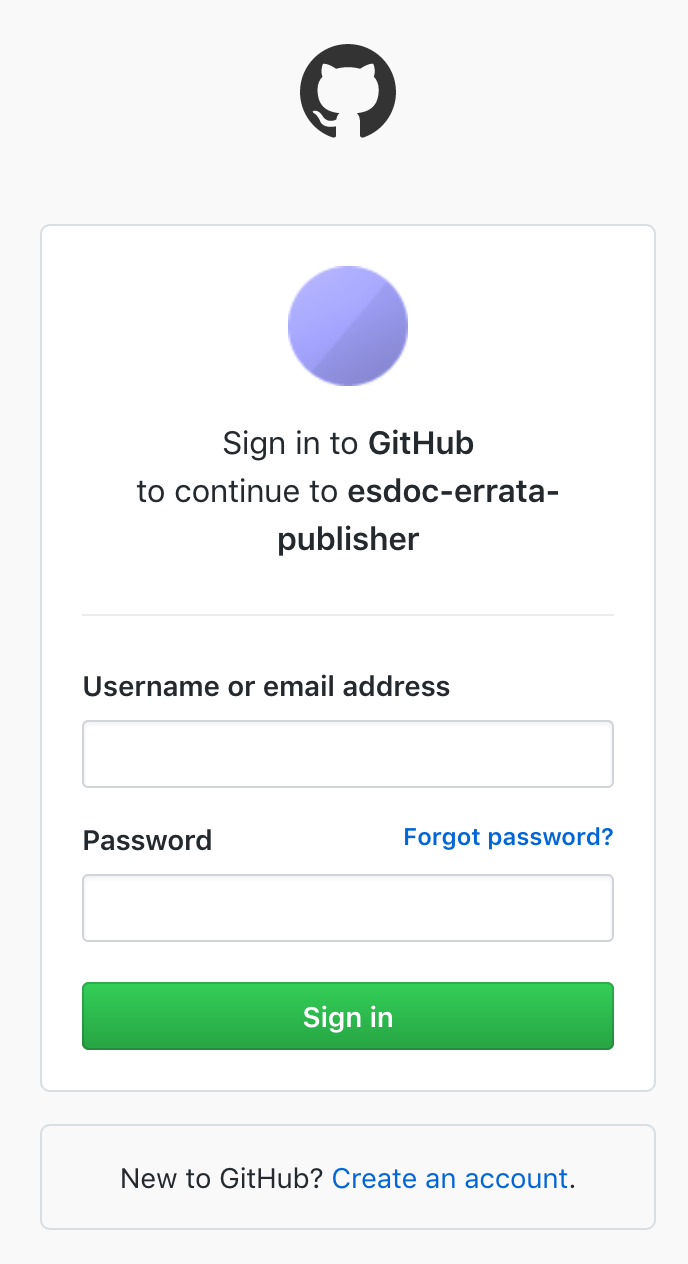 Sign in to GitHub
to continue to esdoc-errata-
publisher
Username or email address
Password
Forgot password?
Sign in
New to GitHub? Create an account.